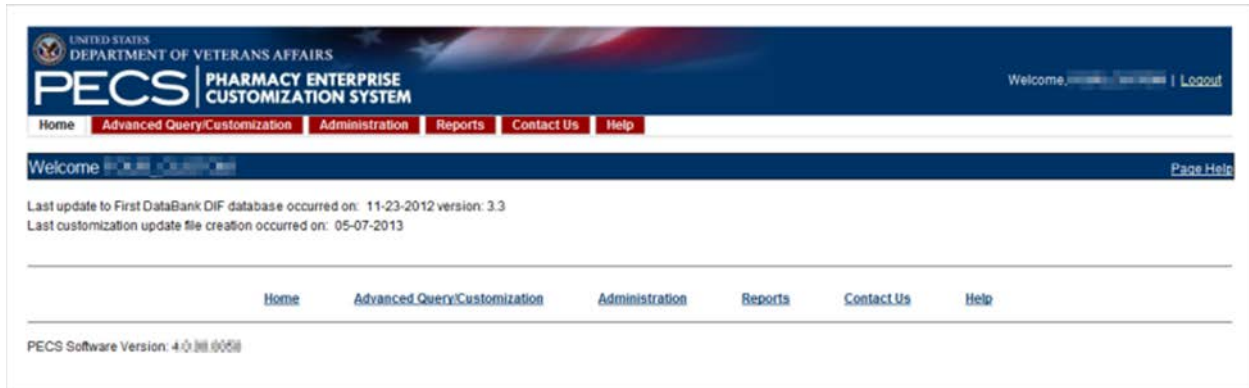 UNITED STATES
DEPARTMENT OF VETERANS AFFAIRS
PECS PHARMACY ENTERPRISE
CUSTOMIZATION SYSTEM
Welcome, | Logout
Home Advanced Query/Customization Administration Reports Contact Us Help
Welcome
Page Help
Last update to First DataBank DIF database occurred on: 11-23-2012 version: 3.3
Last customization update file creation occurred on: 05-07-2013
Home Advanced Query/Customization Administration Reports Contact Us Help
PECS Software Version: